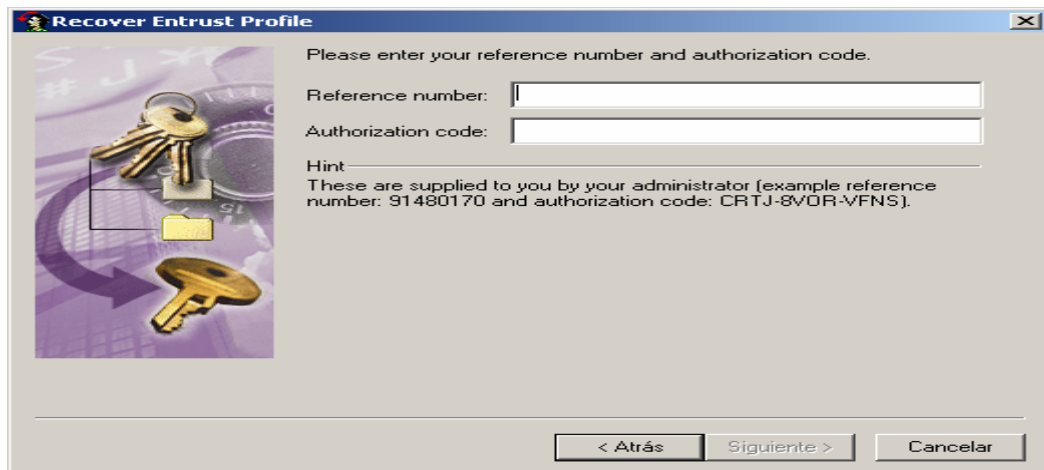 Recover Entrust Profile
Please enter your reference number and authorization code.
Reference number:
Authorization code:
Hint
These are supplied to you by your administrator (example reference
number: 91480170 and authorization code: CRTJ-8VOR-VFNS).
< Atrás
Siguiente >
Cancelar